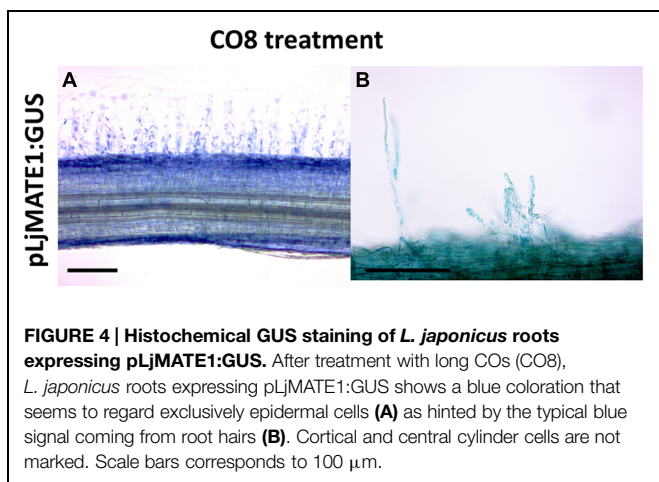 CO8 treatment
A
B
pLjMATE1:GUS
FIGURE 4 | Histochemical GUS staining of L. japonicus roots
expressing pLjMATE1:GUS. After treatment with long COs (CO8),
L. japonicus roots expressing pLjMATE1:GUS shows a blue coloration that
seems to regard exclusively epidermal cells (A) as hinted by the typical blue
signal coming from root hairs (B). Cortical and central cylinder cells are not
marked. Scale bars corresponds to 100 μm.